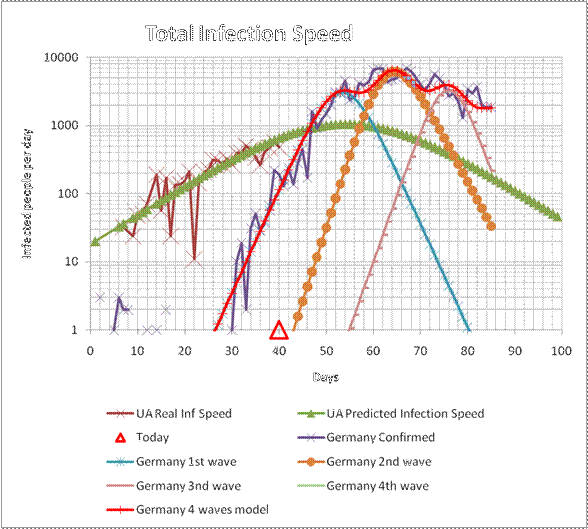 Total Infection Speed
Infected people per day
10000
1000
100
10
1
0 10 20 30 40 50 60 70 80 90 100
Days
UA Real Inf Speed
UA Predicted Infection Speed
Today
Germany Confirmed
Germany 1st wave
Germany 2nd wave
Germany 3nd wave
Germany 4th wave
Germany 4 waves model